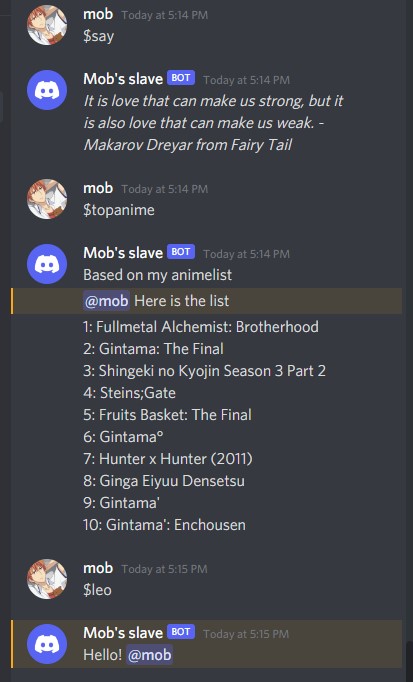 mob Today at 5:14 PM
$say
Mob's slave BOT Today at 5:14 PM
It is love that can make us strong, but it
is also love that can make us weak. -
Makarov Dreyar from Fairy Tail
mob Today at 5:14 PM
$topanime
Mob's slave BOT Today at 5:14 PM
Based on my animelist
@mob Here is the list
1: Fullmetal Alchemist: Brotherhood
2: Gintama: The Final
3: Shingeki no Kyojin Season 3 Part 2
4: Steins;Gate
5: Fruits Basket: The Final
6: Gintama°
7: Hunter x Hunter (2011)
8: Ginga Eiyuu Densetsu
9: Gintama'
10: Gintama': Enchousen
mob Today at 5:15 PM
$leo
Mob's slave BOT Today at 5:15 PM
Hello! @mob